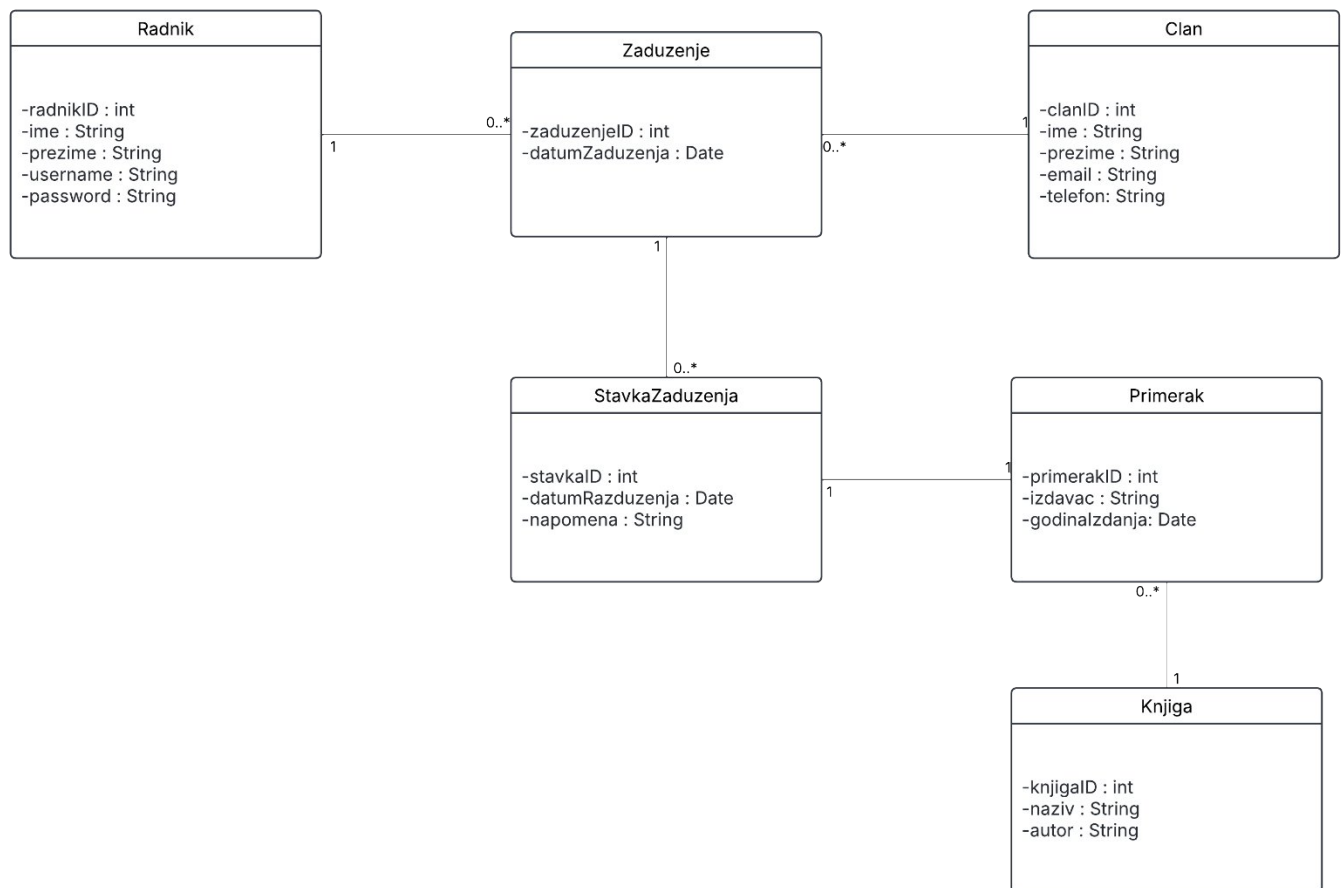 Radnik
-radnikID : int
-ime : String
-prezime : String
-username : String
-password : String
1
0..*
Zaduzenje
-zaduzenjeID : int
-datumZaduzenja : Date
0..*
1
Clan
-clanID : int
-ime : String
-prezime : String
-email : String
-telefon: String
1
0..*
StavkaZaduzenja
-stavkaID : int
-datumRazduzenja : Date
-napomena : String
1
1
Primerak
-primerakID : int
-izdavac : String
-godinaIzdanja: Date
0..*
1
Knjiga
-knjigaID : int
-naziv : String
-autor : String